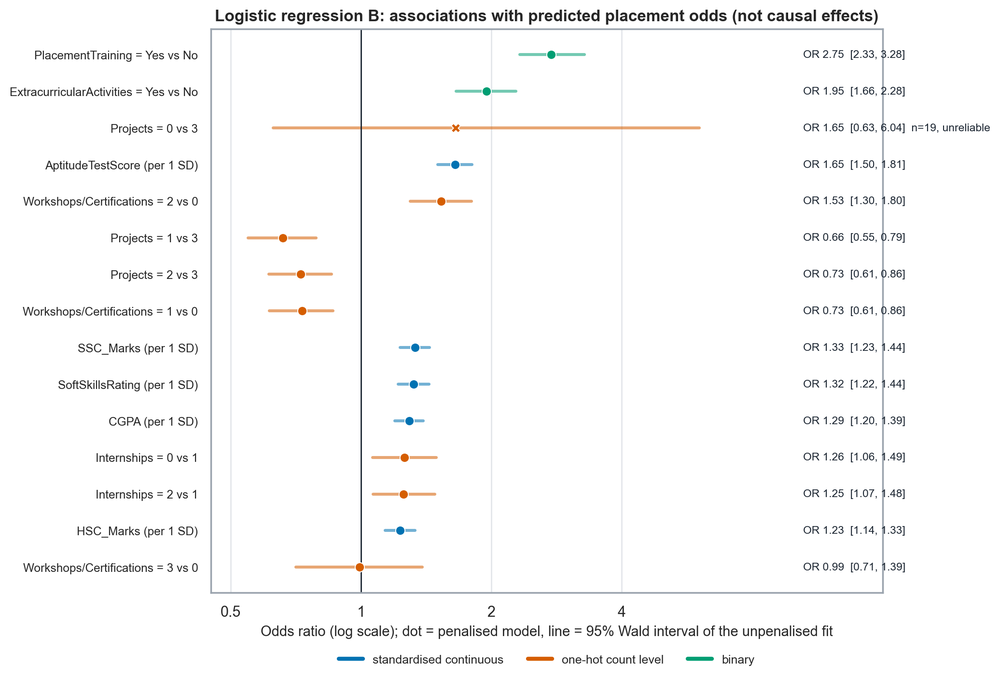 Logistic regression B: associations with predicted placement odds (not causal effects)
PlacementTraining = Yes vs No OR 2.75 [2.33, 3.28]
ExtracurricularActivities = Yes vs No OR 1.95 [1.66, 2.28]
Projects = 0 vs 3 OR 1.65 [0.63, 6.04] n=19, unreliable
AptitudeTestScore (per 1 SD) OR 1.65 [1.50, 1.81]
Workshops/Certifications = 2 vs 0 OR 1.53 [1.30, 1.80]
Projects = 1 vs 3 OR 0.66 [0.55, 0.79]
Projects = 2 vs 3 OR 0.73 [0.61, 0.86]
Workshops/Certifications = 1 vs 0 OR 0.73 [0.61, 0.86]
SSC_Marks (per 1 SD) OR 1.33 [1.23, 1.44]
SoftSkillsRating (per 1 SD) OR 1.32 [1.22, 1.44]
CGPA (per 1 SD) OR 1.29 [1.20, 1.39]
Internships = 0 vs 1 OR 1.26 [1.06, 1.49]
Internships = 2 vs 1 OR 1.25 [1.07, 1.48]
HSC_Marks (per 1 SD) OR 1.23 [1.14, 1.33]
Workshops/Certifications = 3 vs 0 OR 0.99 [0.71, 1.39]
0.5 1 2 4
Odds ratio (log scale); dot = penalised model, line = 95% Wald interval of the unpenalised fit
standardised continuous one-hot count level binary